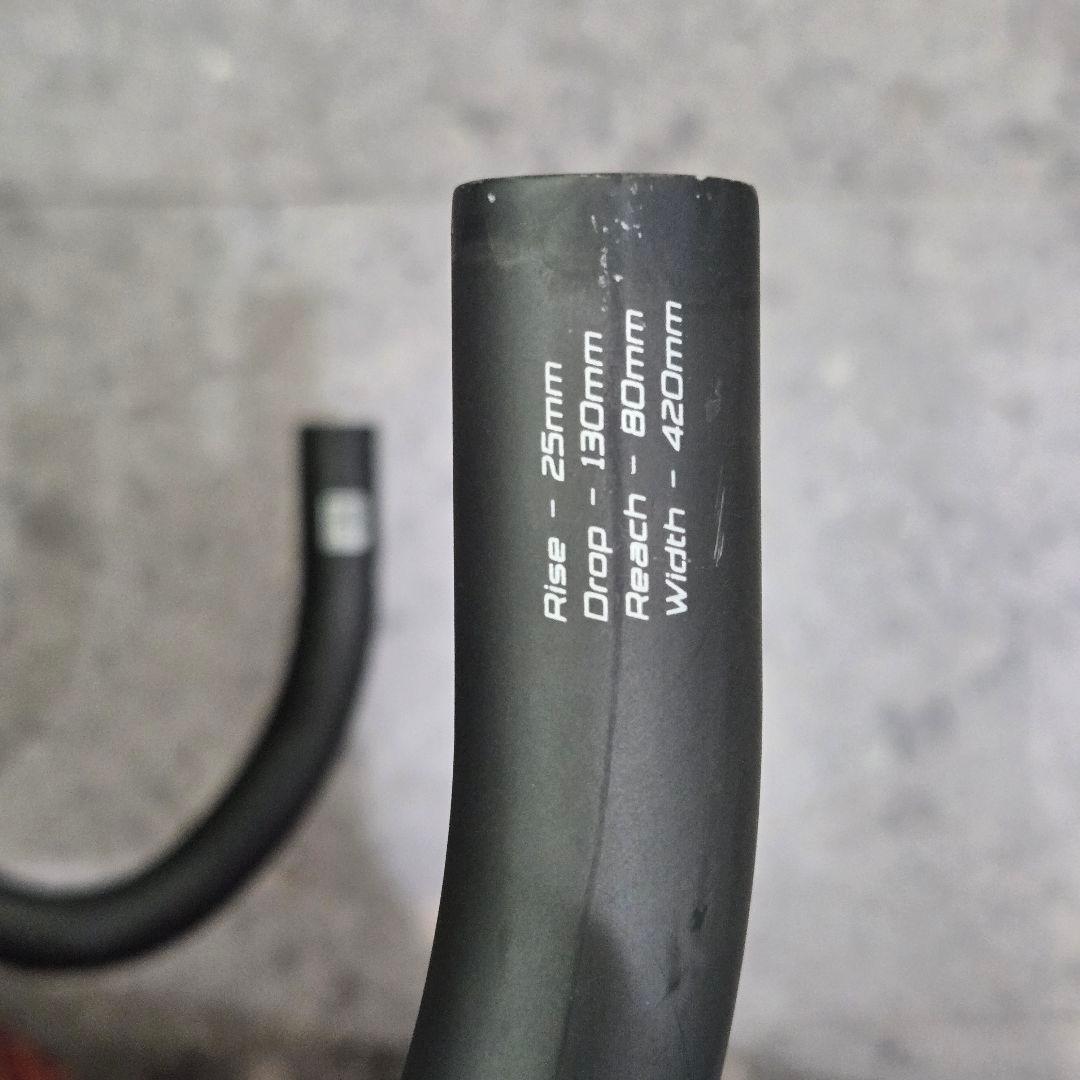 Rise - 25mm
Drop - 130mm
Reach - 80mm
Width - 420mm